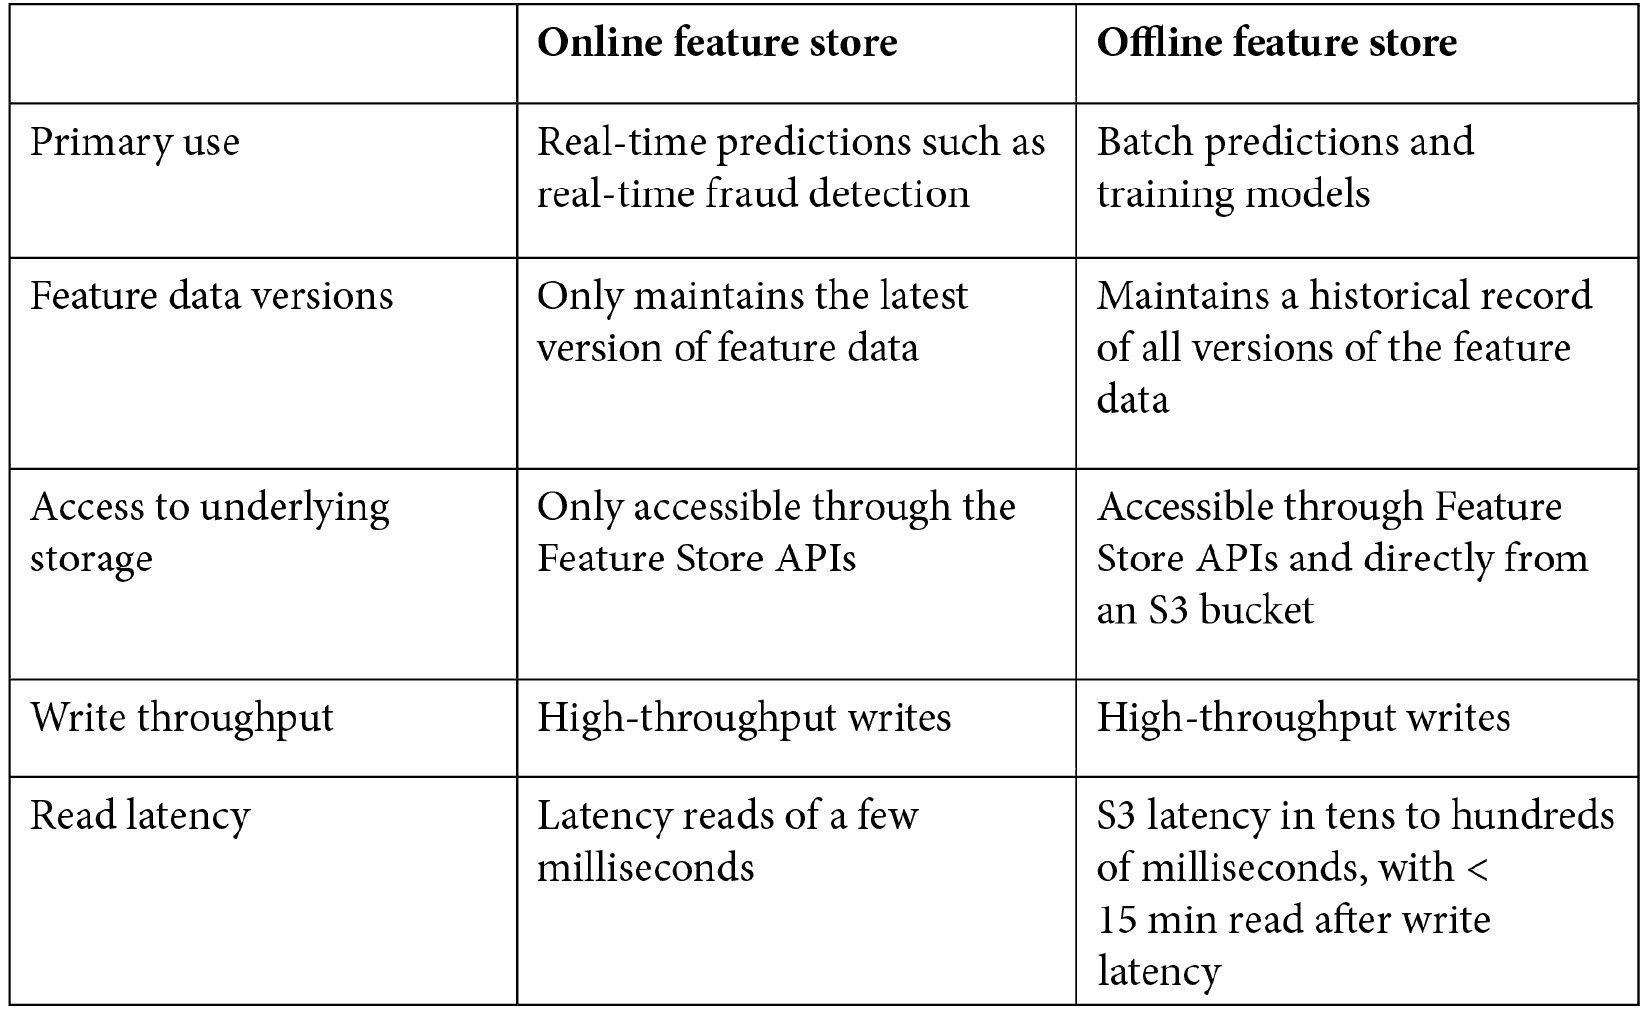 Online feature store
Offline feature store
Primary use
Real-time predictions such as
real-time fraud detection
Batch predictions and
training models
Feature data versions
Only maintains the latest
version of feature data
Maintains a historical record
of all versions of the feature
data
Access to underlying
storage
Only accessible through the
Feature Store APIs
Accessible through Feature
Store APIs and directly from
an S3 bucket
Write throughput
High-throughput writes
High-throughput writes
Read latency
Latency reads of a few
milliseconds
S3 latency in tens to hundreds
of milliseconds, with <
15 min read after write
latency